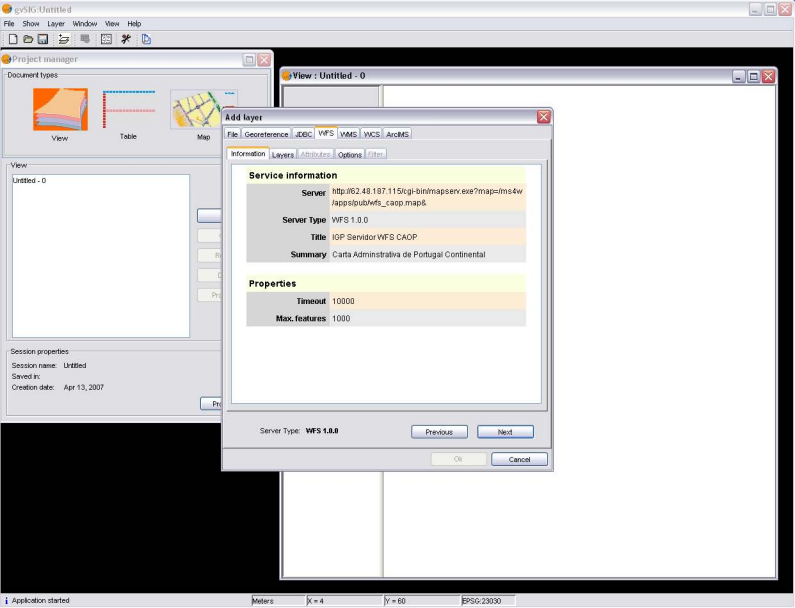 gvSIG:Untitled
File Show Layer Window View Help
Project manager
Document types
View Table Map
View
Untitled - 0
Session properties
Session name: Untitled
Saved in:
Creation date: Apr 13, 2007
View : Untitled - 0
Add layer
File Georeference JDBC WFS WMS WCS ArcIMS
Information Layers Attributes Options Filter
Service information
Server http://62.48.187.115/cgi-bin/mapserv.exe?map=/ms4w
/apps/pub/wfs_caop.map&
Server Type WFS 1.0.0
Title IGP Servidor WFS CAOP
Summary Carta Adminstrativa de Portugal Continental
Properties
Timeout 10000
Max. features 1000
Server Type: WFS 1.0.0
Previous Next
Ok Cancel
Application started Meters X = 4 Y = 60 EPSG:23030